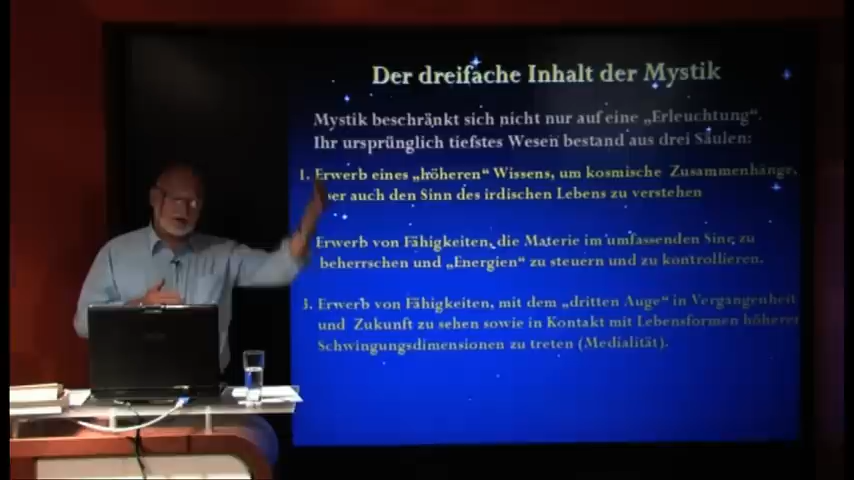 Der dreifache Inhalt der Mystik
Mystik beschränkt sich nicht nur auf eine „Erleuchtung“.
Ihr ursprünglich tiefstes Wesen bestand aus drei Säulen:
1. Erwerb eines „höheren“ Wissens, um kosmische Zusammenhänge,
aber auch den Sinn des irdischen Lebens zu verstehen
Erwerb von Fähigkeiten, die Materie im umfassenden Sinn zu
beherrschen und „Energien“ zu steuern und zu kontrollieren.
3. Erwerb von Fähigkeiten, mit dem „dritten Auge“ in Vergangenheit
und Zukunft zu sehen sowie in Kontakt mit Lebensformen höherer
Schwingungsdimensionen zu treten (Medialität).